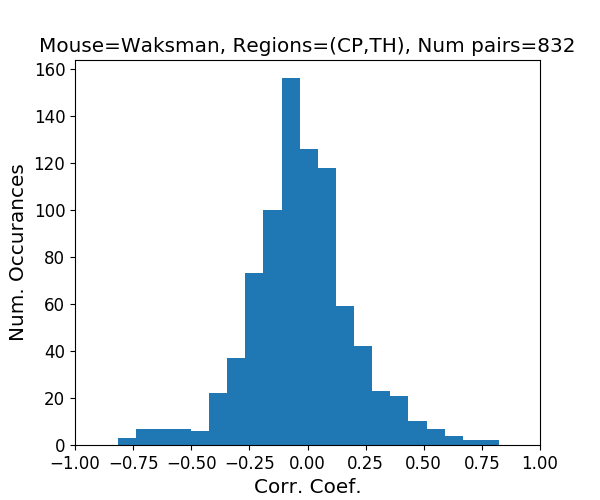 Mouse=Waksman, Regions=(CP,TH), Num pairs=832
160
140
120
100
80
60
40
20
0
Num. Occurances
−1.00 −0.75 −0.50 −0.25 0.00 0.25 0.50 0.75 1.00
Corr. Coef.